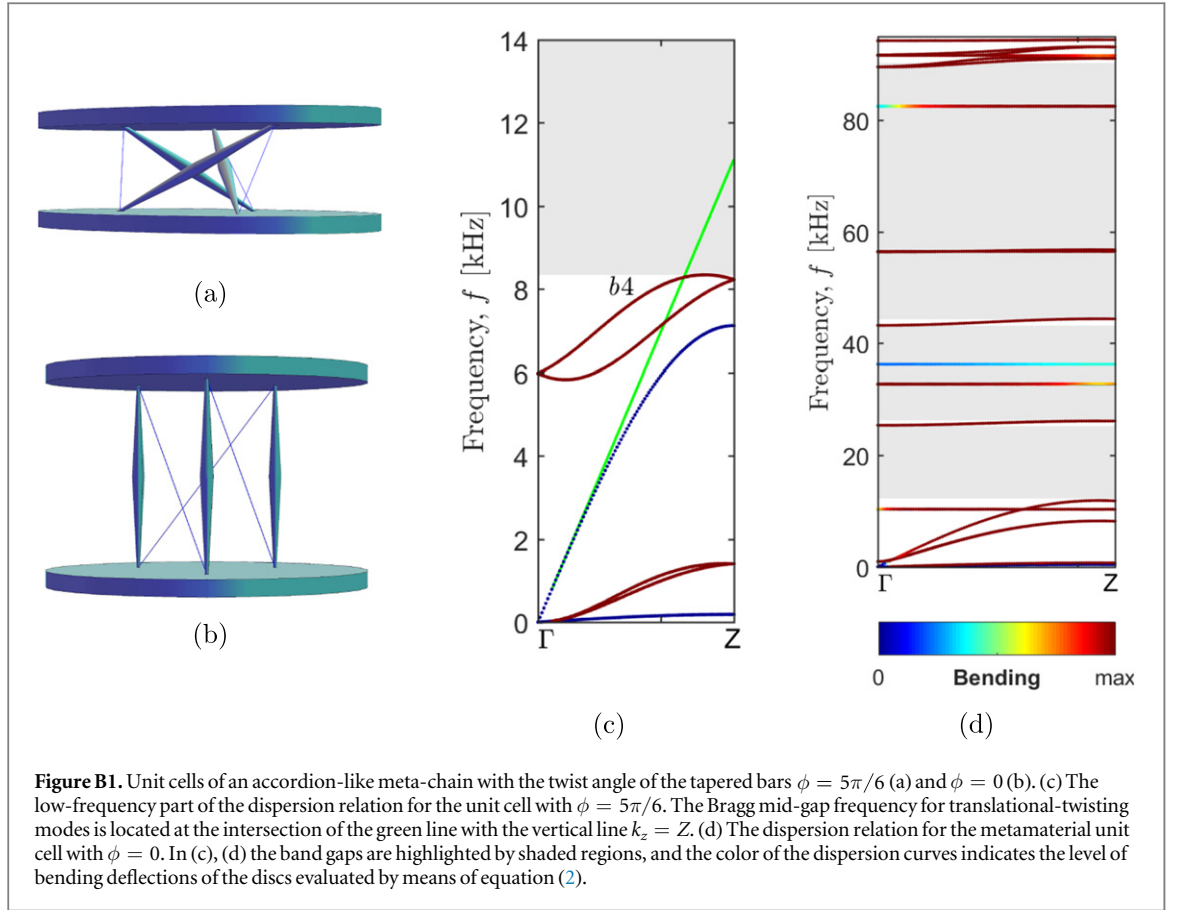 (a)
(b)
14
12
10
8
6
4
2
0
Frequency, f [kHz]
b4
Γ
Z
(c)
80
60
40
20
0
Frequency, f [kHz]
Γ
Z
0
Bending
max
(d)
Figure B1. Unit cells of an accordion-like meta-chain with the twist angle of the tapered bars ϕ = 5π/6 (a) and ϕ = 0 (b). (c) The
low-frequency part of the dispersion relation for the unit cell with ϕ = 5π/6. The Bragg mid-gap frequency for translational-twisting
modes is located at the intersection of the green line with the vertical line kz = Z. (d) The dispersion relation for the metamaterial unit
cell with ϕ = 0. In (c), (d) the band gaps are highlighted by shaded regions, and the color of the dispersion curves indicates the level of
bending deflections of the discs evaluated by means of equation (2).